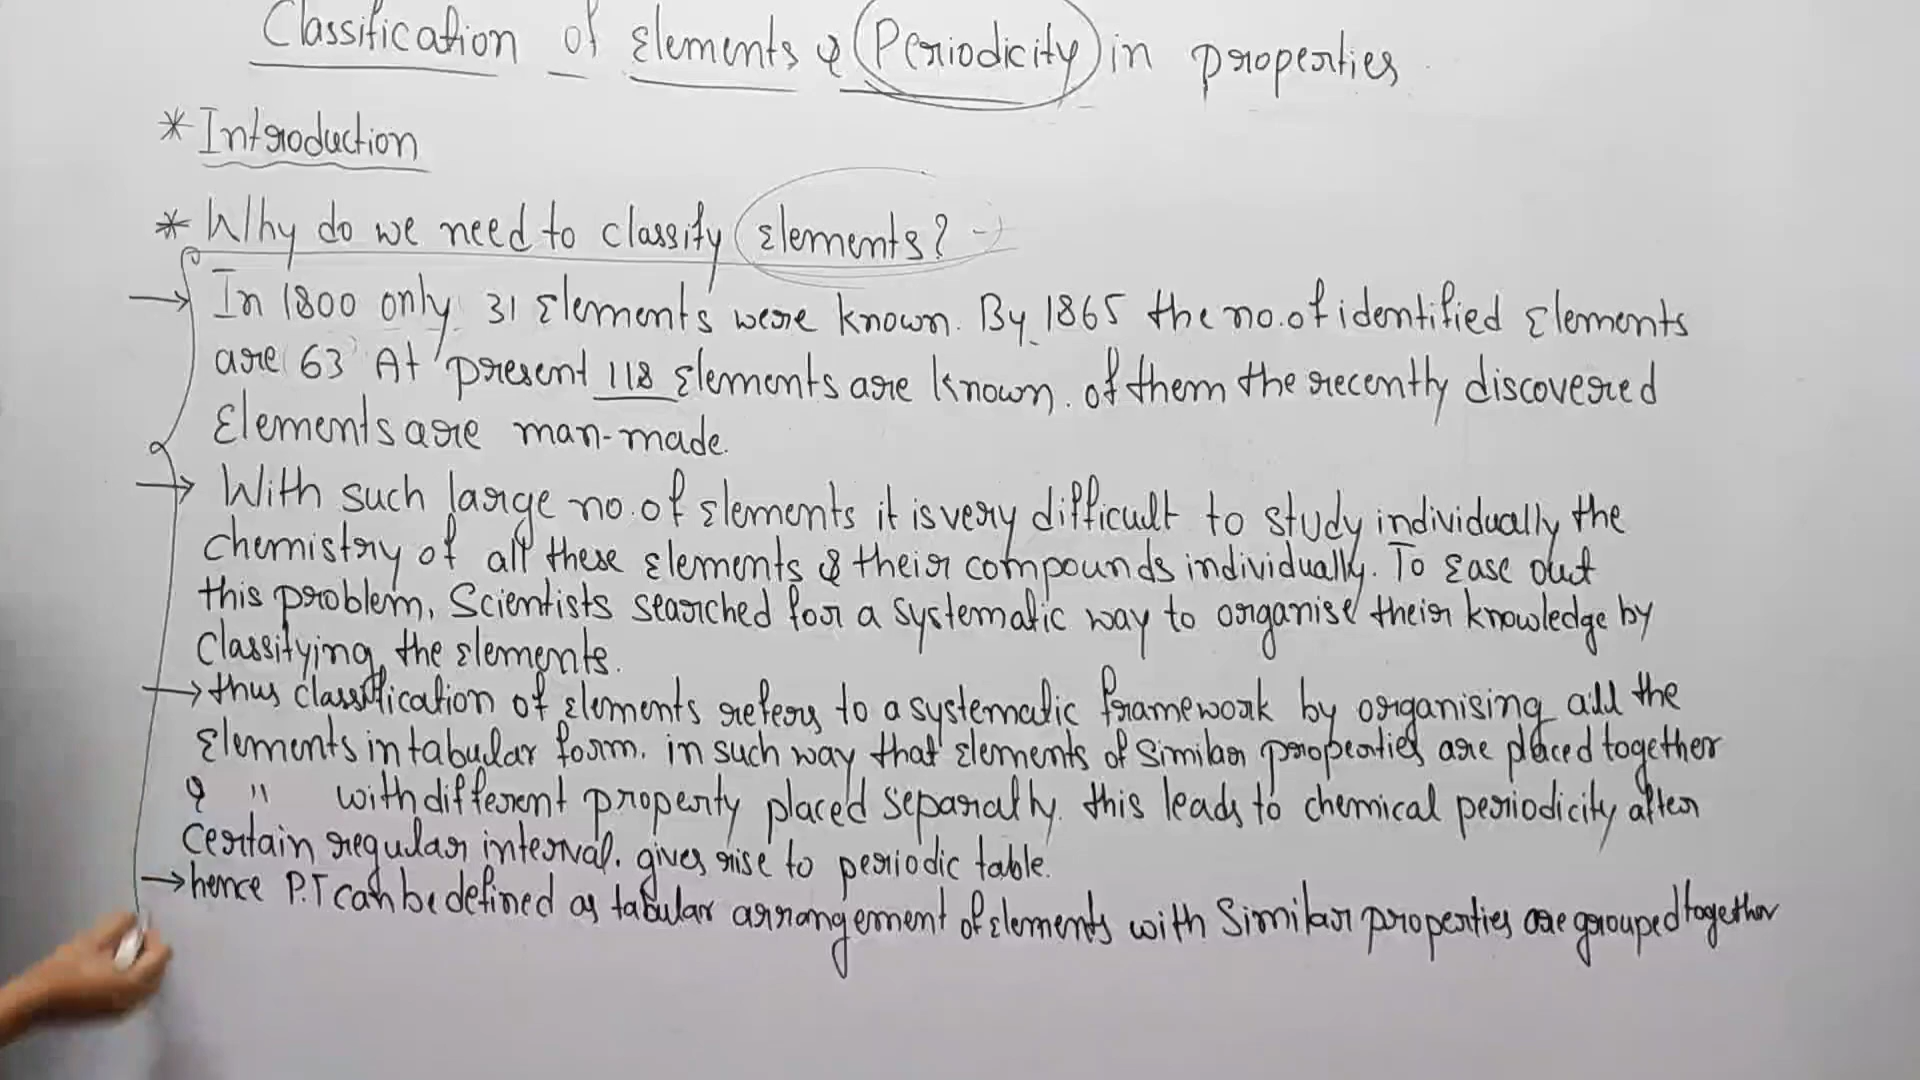 Classification of Elements & Periodicity in properties
* Introduction
* Why do we need to classify Elements? →
→ In 1800 only 31 Elements were known. By 1865 the no.of identified Elements
are 63 At present 118 Elements are known. of them the recently discovered
Elements are man-made.
→ With such large no.of Elements it is very difficult to study individually the
chemistry of all these Elements & their compounds individually. To Ease out
this problem, Scientists searched for a systematic way to organise their knowledge by
classifying the elements.
→ thus classification of elements refers to a systematic framework by organising all the
Elements in tabular form. in such way that Elements of Similar properties are placed together
& " with different property placed separatly. this leads to chemical periodicity after
certain regular interval. gives rise to periodic table.
→ hence P.T can be defined as tabular arrangement of elements with Similar properties are grouped together